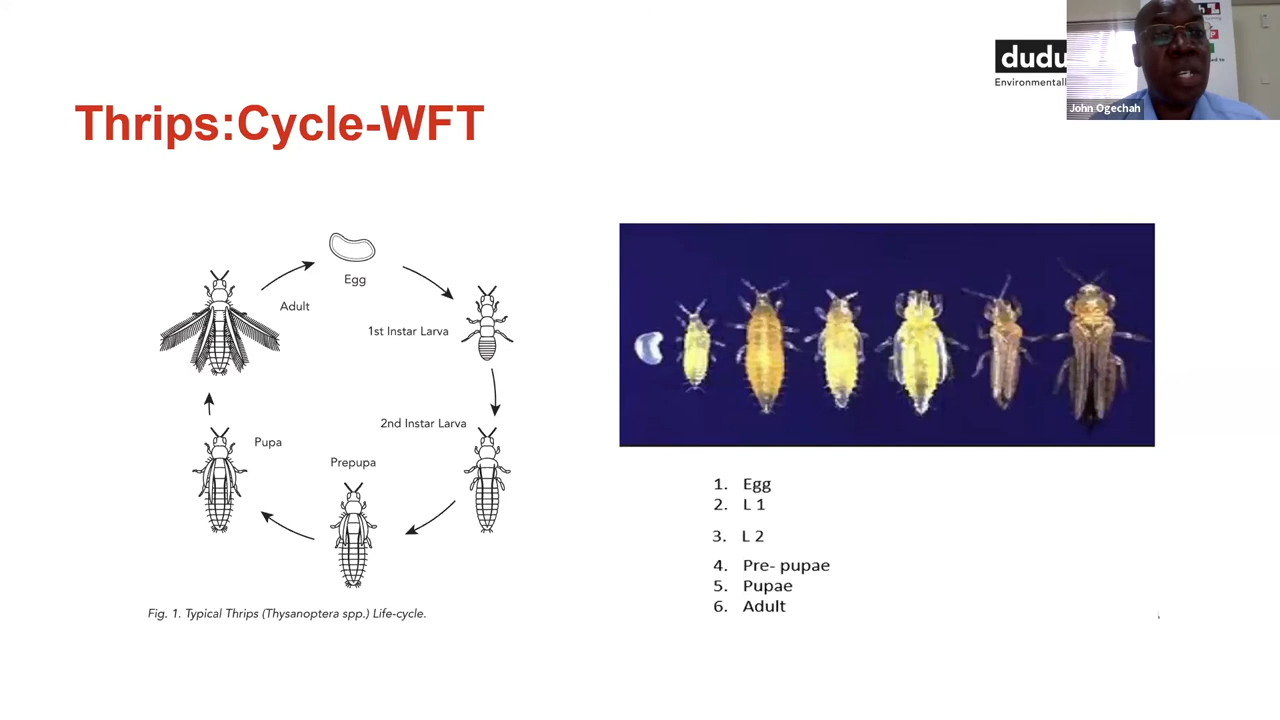 dudu
Environmental
John Ogechah
Thrips:Cycle-WFT
Egg
Adult
1st Instar Larva
2nd Instar Larva
Pupa
Prepupa
Fig. 1. Typical Thrips (Thysanoptera spp.) Life-cycle.
1. Egg
2. L 1
3. L 2
4. Pre- pupae
5. Pupae
6. Adult